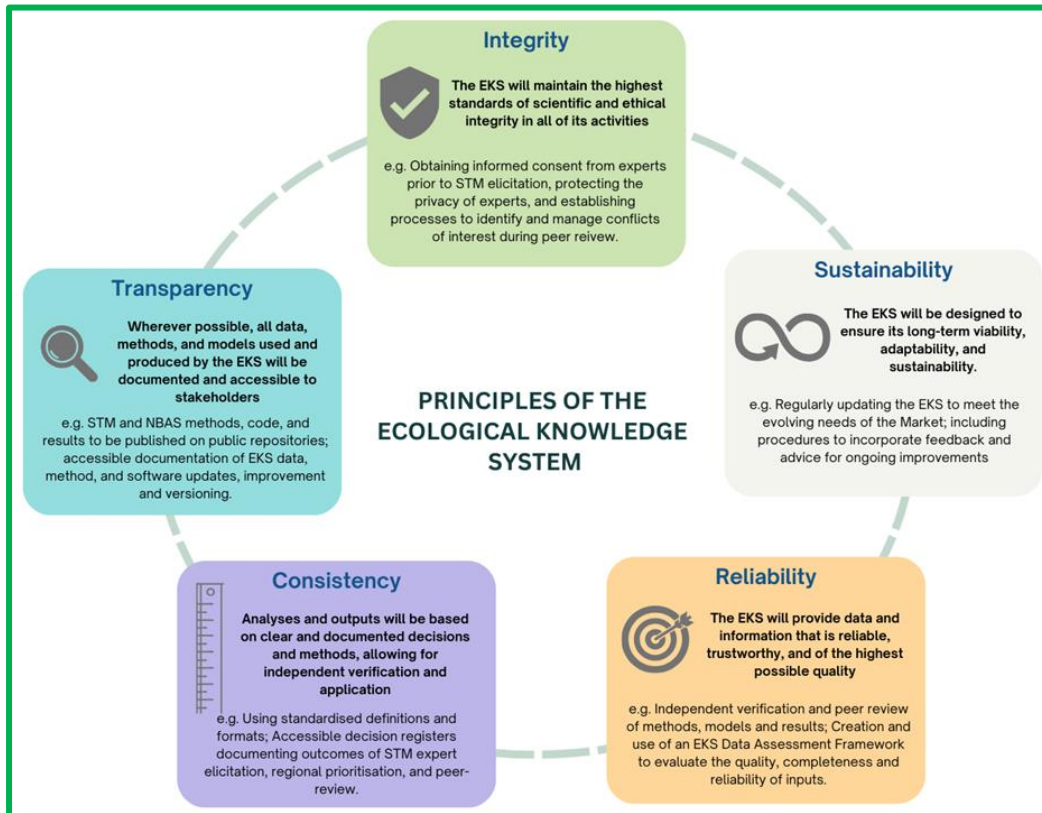 Integrity
The EKS will maintain the highest
standards of scientific and ethical
integrity in all of its activities
e.g. Obtaining informed consent from experts
prior to STM elicitation, protecting the
privacy of experts, and establishing
processes to identify and manage conflicts
of interest during peer reivew.
Transparency
Wherever possible, all data,
methods, and models used and
produced by the EKS will be
documented and accessible to
stakeholders
e.g. STM and NBAS methods, code, and
results to be published on public repositories;
accessible documentation of EKS data,
method, and software updates, improvement
and versioning.
PRINCIPLES OF THE
ECOLOGICAL KNOWLEDGE
SYSTEM
Sustainability
The EKS will be designed to
ensure its long-term viability,
adaptability, and
sustainability.
e.g. Regularly updating the EKS to meet the
evolving needs of the Market; including
procedures to incorporate feedback and
advice for ongoing improvements
Consistency
Analyses and outputs will be based
on clear and documented decisions
and methods, allowing for
independent verification and
application
e.g. Using standardised definitions and
formats; Accessible decision registers
documenting outcomes of STM expert
elicitation, regional prioritisation, and peer-
review.
Reliability
The EKS will provide data and
information that is reliable,
trustworthy, and of the highest
possible quality
e.g. Independent verification and peer review
of methods, models and results; Creation and
use of an EKS Data Assessment Framework
to evaluate the quality, completeness and
reliability of inputs.